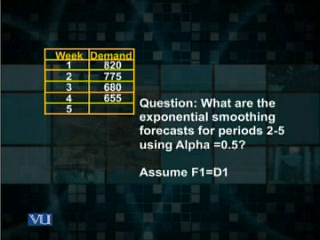 Week Demand
1 820
2 775
3 680
4 655
5
Question: What are the
exponential smoothing
forecasts for periods 2-5
using Alpha =0.5?
Assume F1=D1
VU